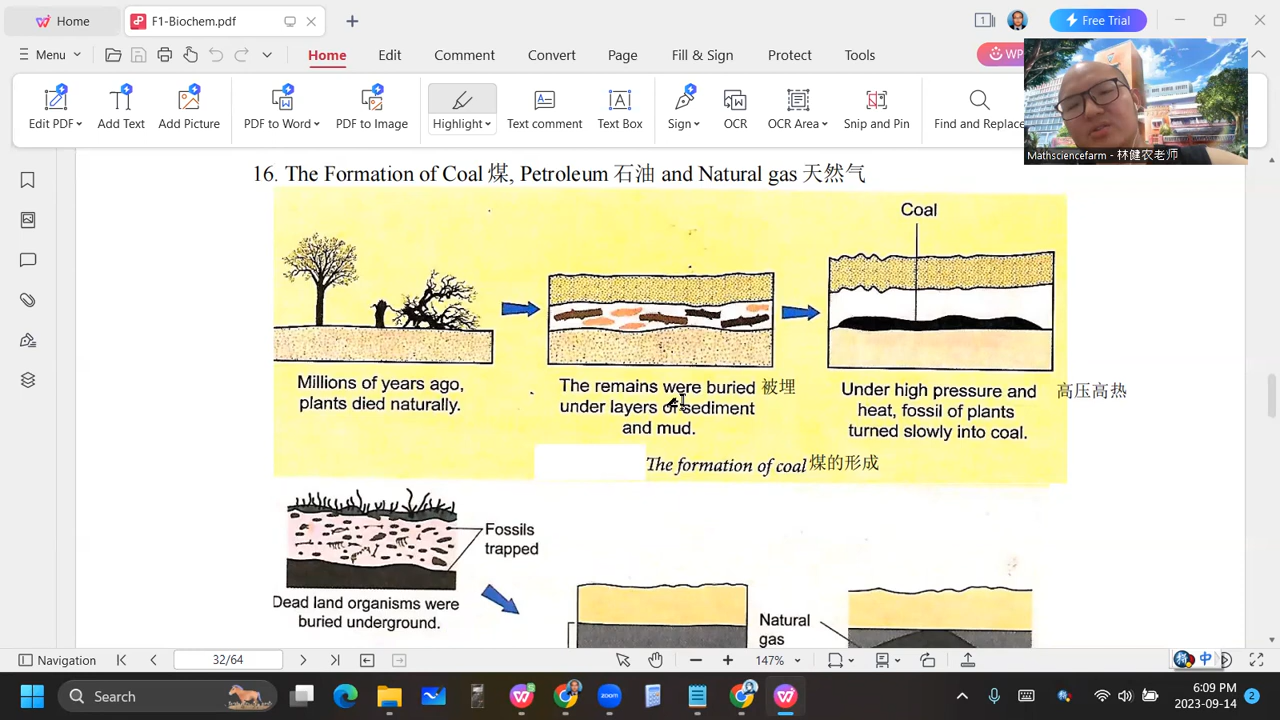 Home
F1-Biochem.pdf
1
Free Trial
Menu
Home
Edit
Comment
Convert
Page
Fill & Sign
Protect
Tools
WP
Edit PDF
Add Text
Add Picture
PDF to Word
PDF to Image
Highlight
Text comment
Text Box
Sign
OCR
OCR Area
Snip and Pin
Find and Replace
Mathsciencefarm - 林健农老师
16. The Formation of Coal 煤, Petroleum 石油 and Natural gas 天然气
Coal
Millions of years ago,
plants died naturally.
The remains were buried 被埋
under layers of sediment
and mud.
Under high pressure and 高压高热
heat, fossil of plants
turned slowly into coal.
The formation of coal 煤的形成
Fossils
trapped
Dead land organisms were
buried underground.
Natural
gas
Navigation
32/64
147%
中
Search
zoom
6:09 PM
2023-09-14
2